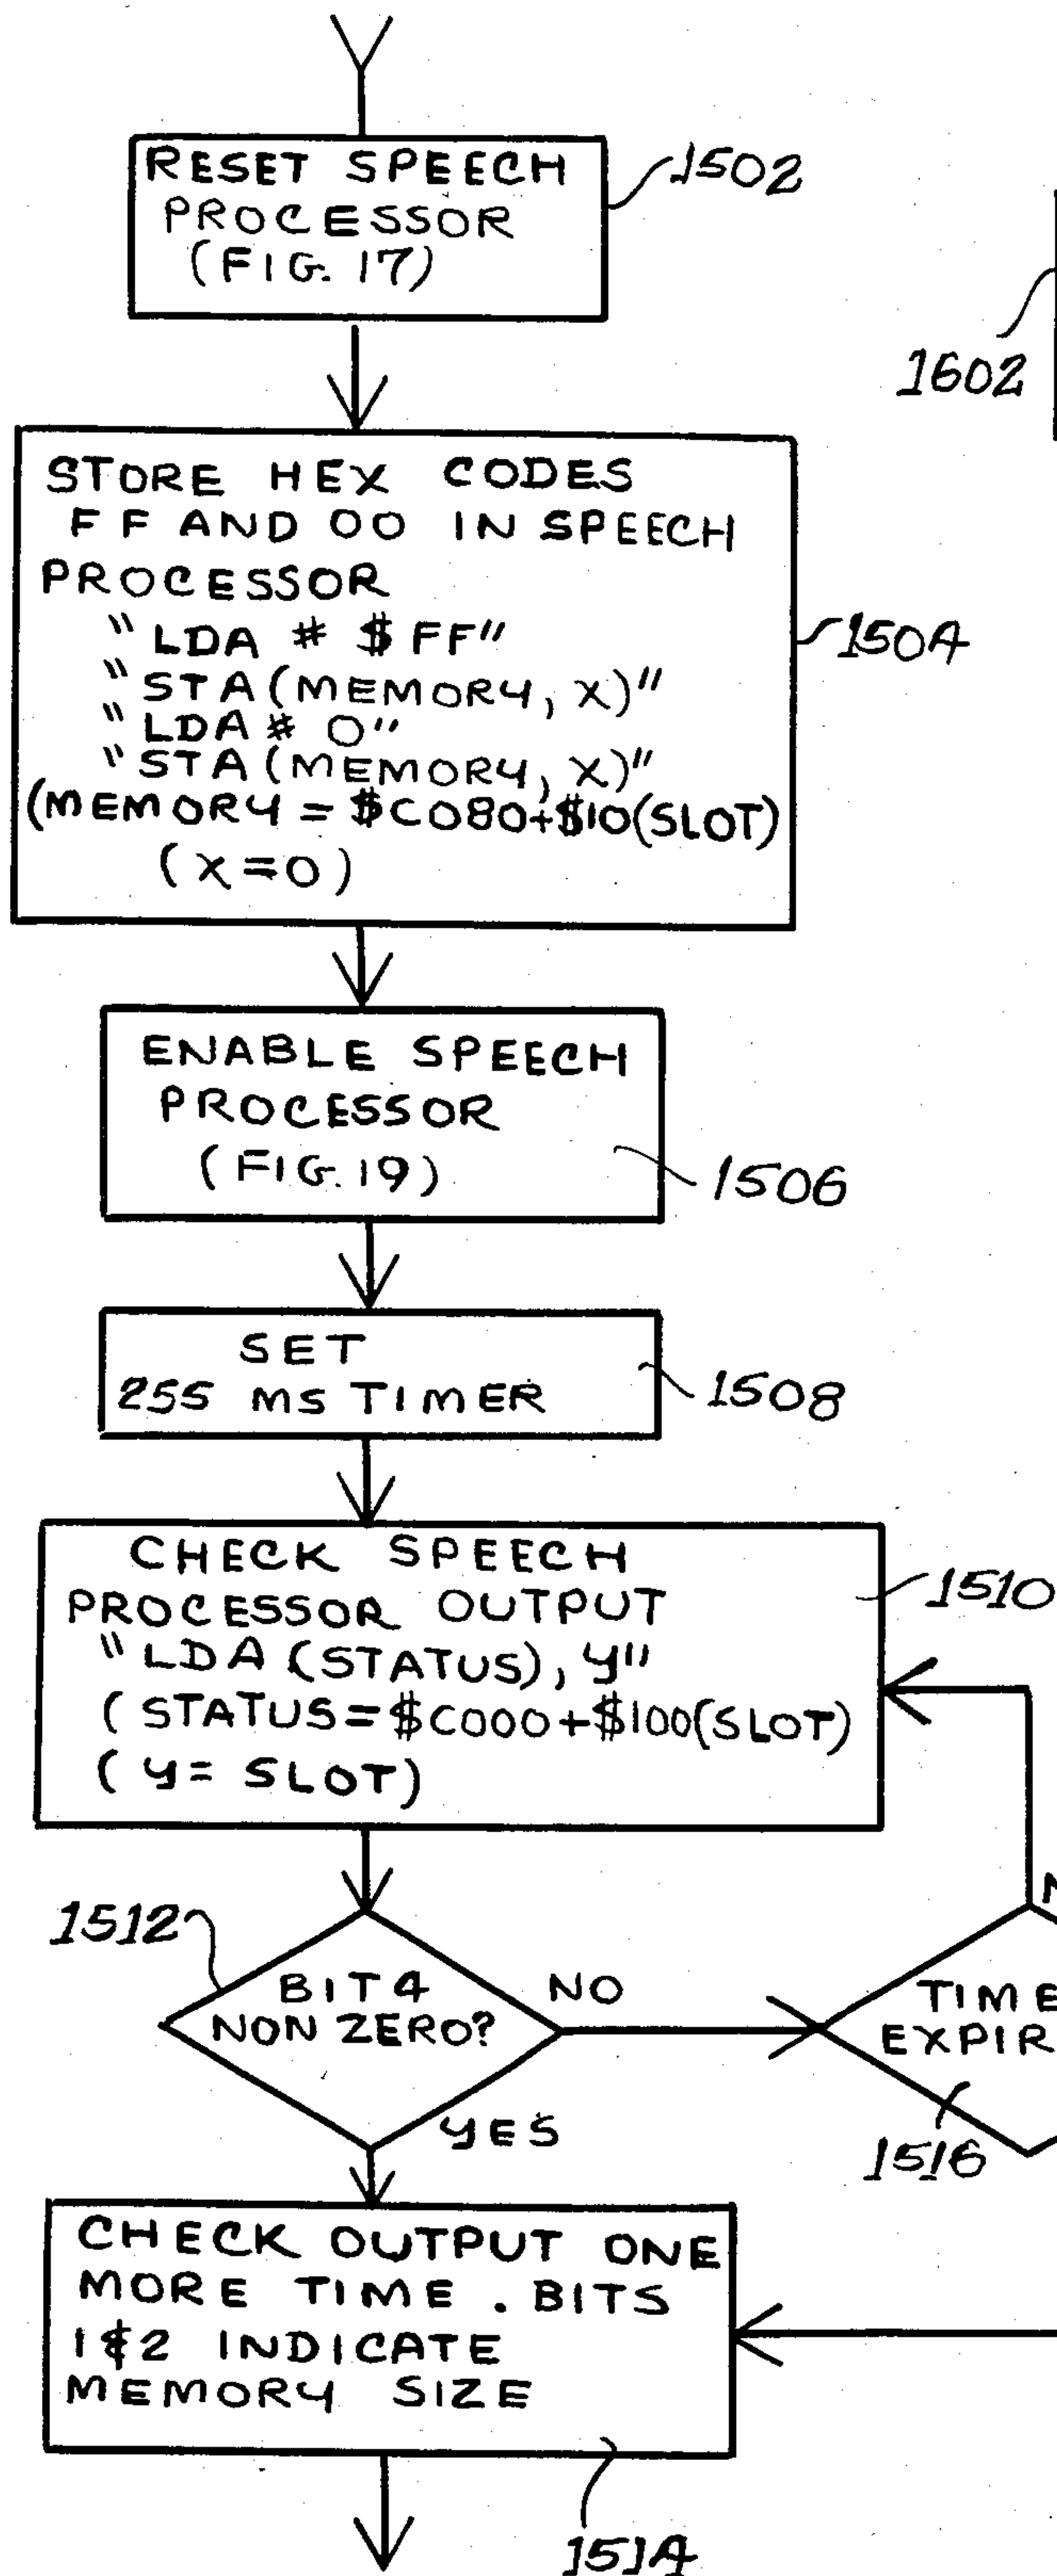 RESET SPEECH
PROCESSOR
(FIG. 17)
1502
1602
STORE HEX CODES
FF AND 00 IN SPEECH
PROCESSOR
"LDA # $FF"
"STA(MEMORY, X)"
"LDA # 0"
"STA(MEMORY, X)"
(MEMORY = $C080+$10(SLOT)
(X=0)
1504
ENABLE SPEECH
PROCESSOR
(FIG. 19)
1506
SET
255 MS TIMER
1508
CHECK SPEECH
PROCESSOR OUTPUT
"LDA (STATUS), Y"
(STATUS=$C000+$100(SLOT)
(Y= SLOT)
1510
1512
BIT 4
NON ZERO?
NO
YES
TIME
EXPIR
1516
CHECK OUTPUT ONE
MORE TIME. BITS
1&2 INDICATE
MEMORY SIZE
1514